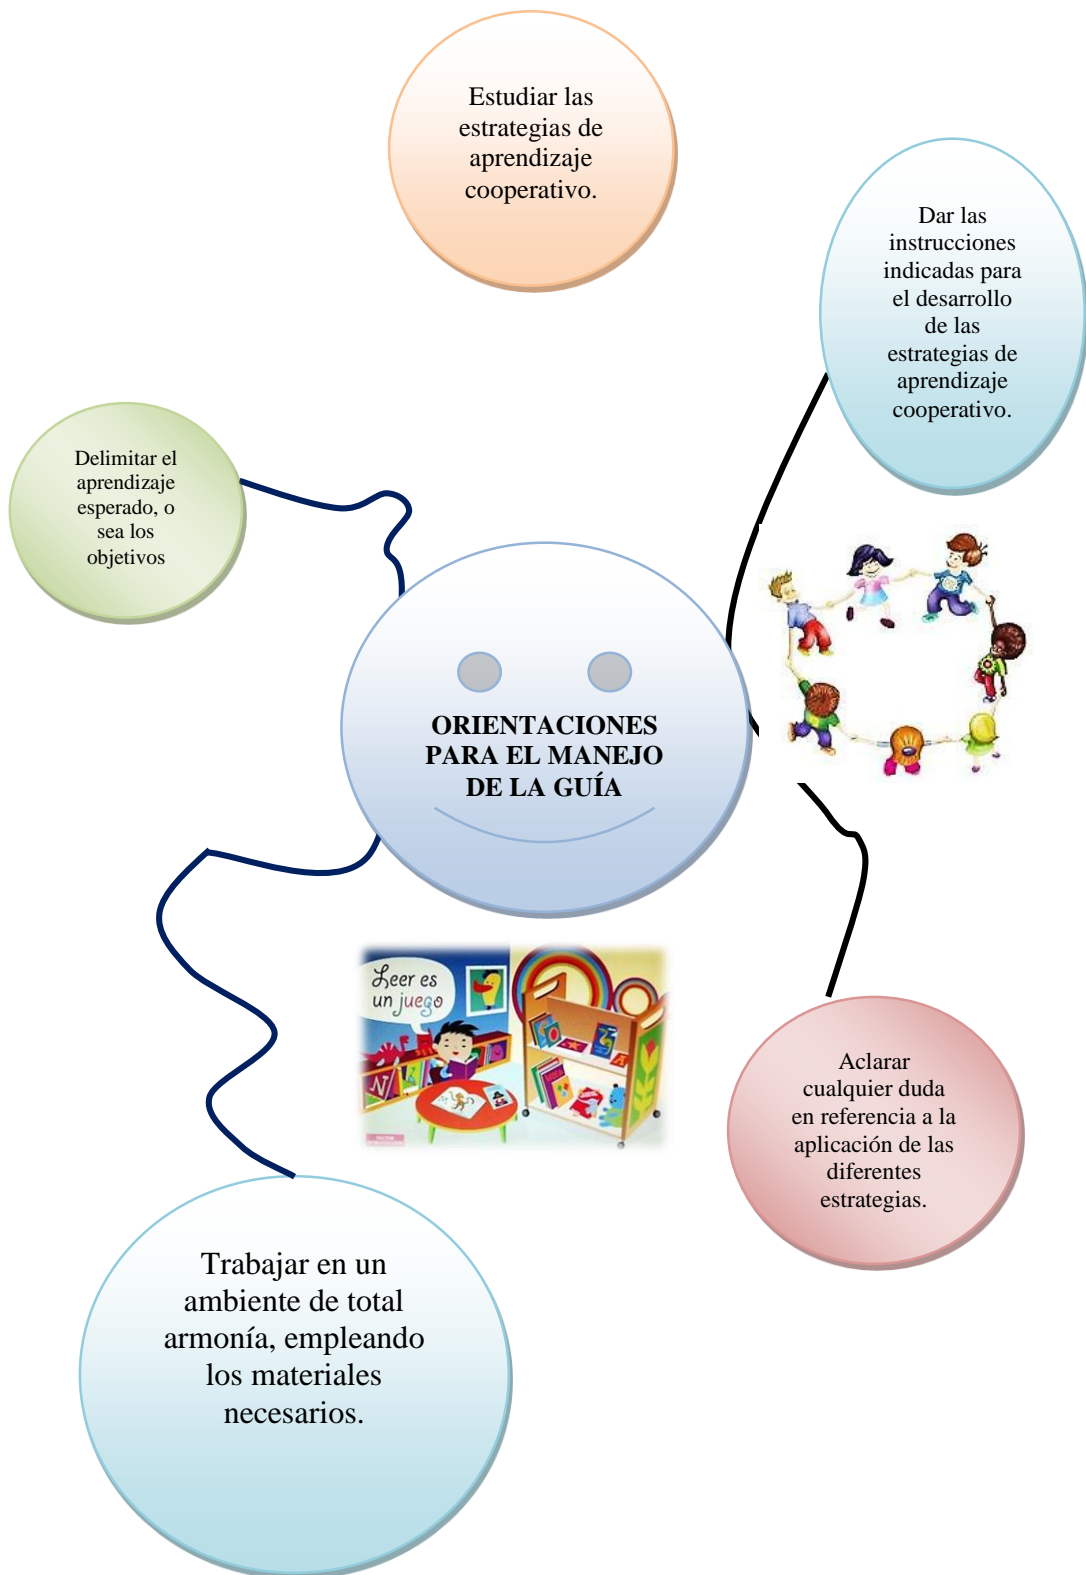 Estudiar las
estrategias de
aprendizaje
cooperativo.
Dar las
instrucciones
indicadas para
el desarrollo
de las
estrategias de
aprendizaje
cooperativo.
Delimitar el
aprendizaje
esperado, o
sea los
objetivos
ORIENTACIONES
PARA EL MANEJO
DE LA GUÍA
Leer es
un juego
Aclarar
cualquier duda
en referencia a la
aplicación de las
diferentes
estrategias.
Trabajar en un
ambiente de total
armonía, empleando
los materiales
necesarios.